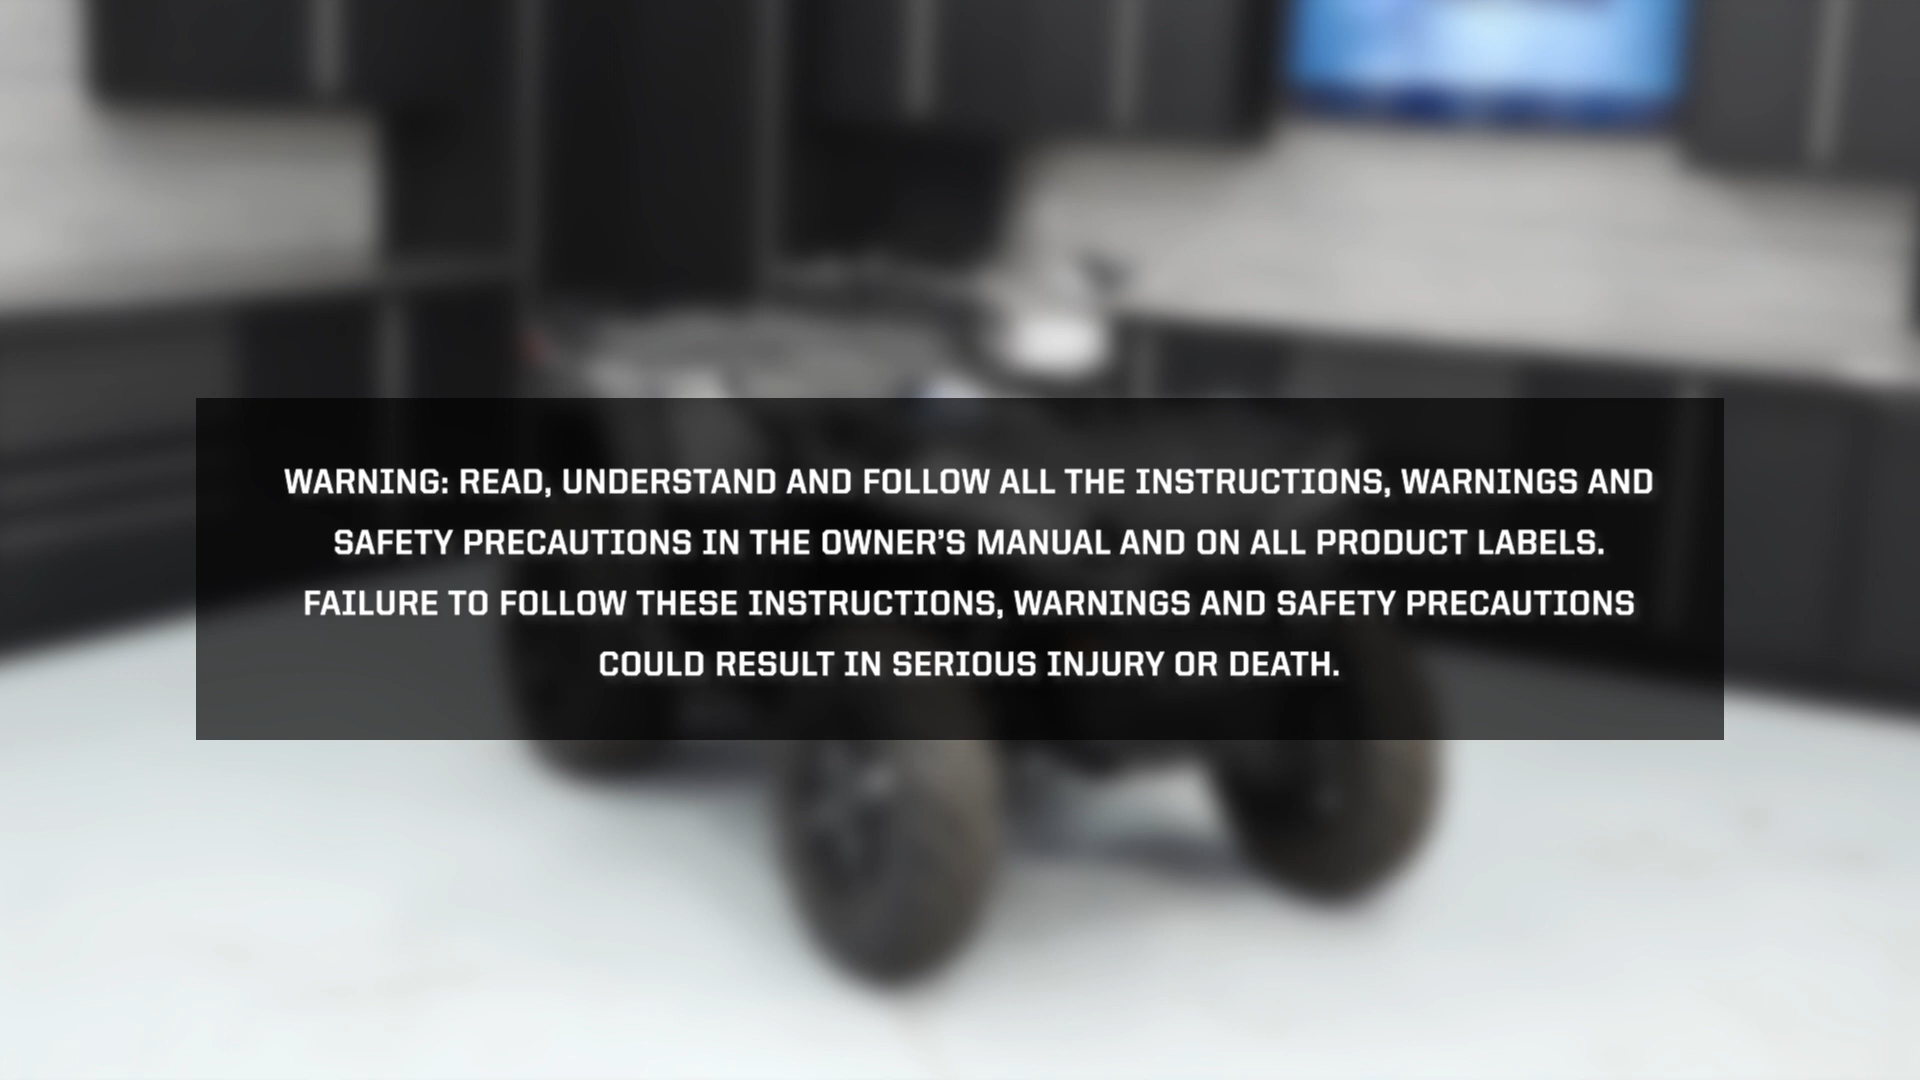 WARNING: READ, UNDERSTAND AND FOLLOW ALL THE INSTRUCTIONS, WARNINGS AND
SAFETY PRECAUTIONS IN THE OWNER’S MANUAL AND ON ALL PRODUCT LABELS.
FAILURE TO FOLLOW THESE INSTRUCTIONS, WARNINGS AND SAFETY PRECAUTIONS
COULD RESULT IN SERIOUS INJURY OR DEATH.